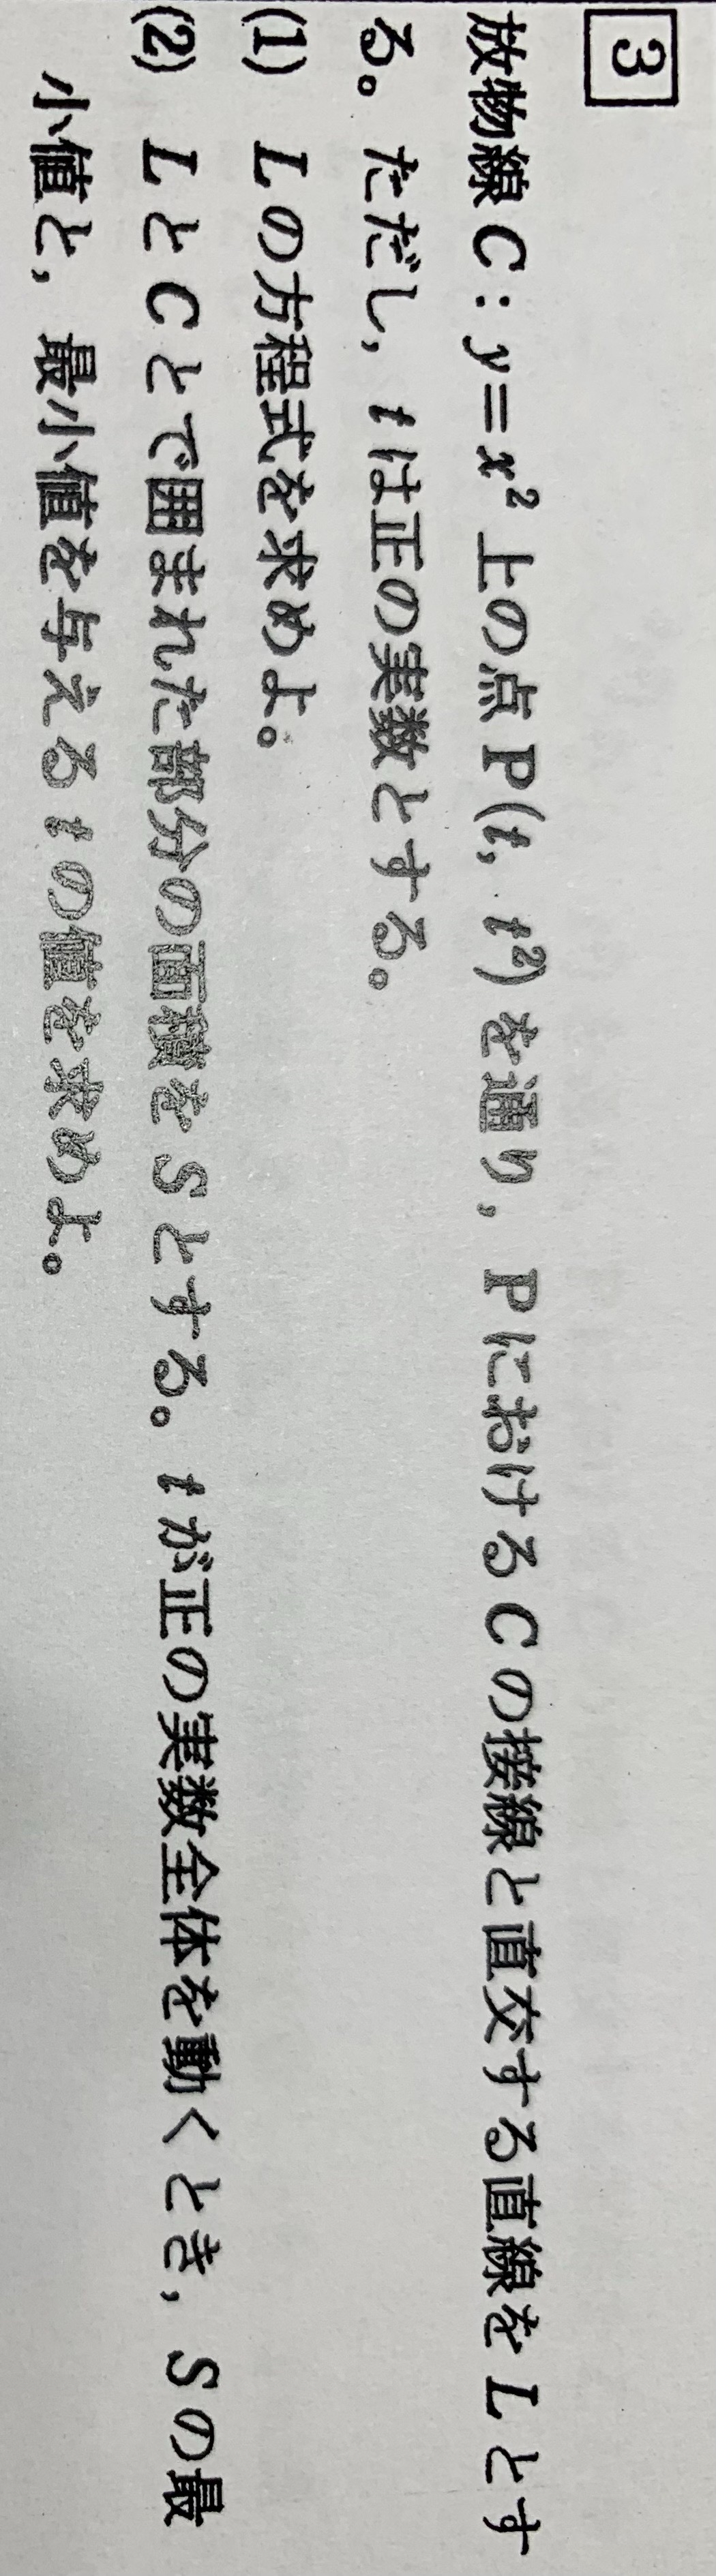 3
放物線 C : y=x² 上の点 P(t, t²) を通り, P における C の接線と直交する直線を L とす
る。ただし, t は正の実数とする。
(1) L の方程式を求めよ。
(2) L と C とで囲まれた部分の面積を S とする。t が正の実数全体を動くとき, S の最
小値と, 最小値を与える t の値を求めよ。